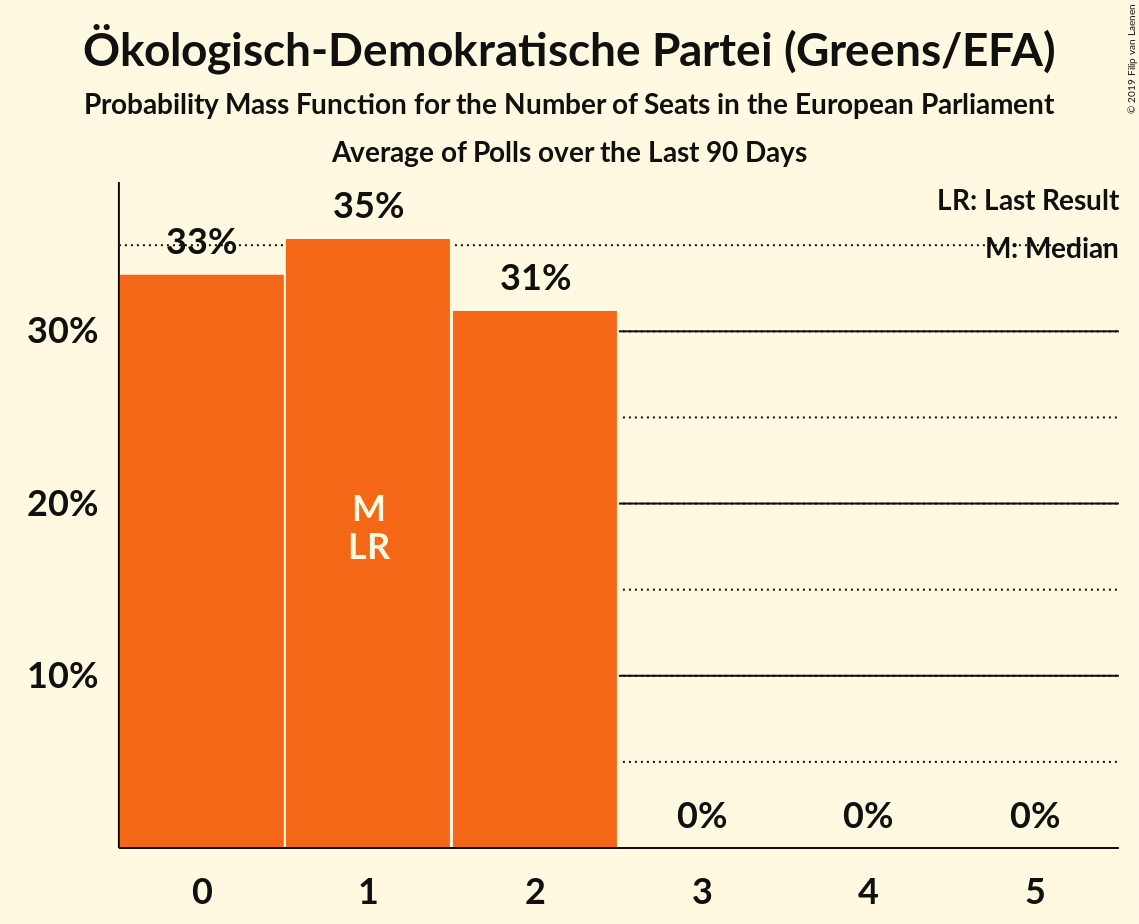 Ökologisch-Demokratische Partei (Greens/EFA)
Probability Mass Function for the Number of Seats in the European Parliament
Average of Polls over the Last 90 Days
© 2019 Filip van Laenen
LR: Last Result
M: Median
33%
35%
31%
0%
0%
0%
30%
20%
10%
M
LR
0
1
2
3
4
5